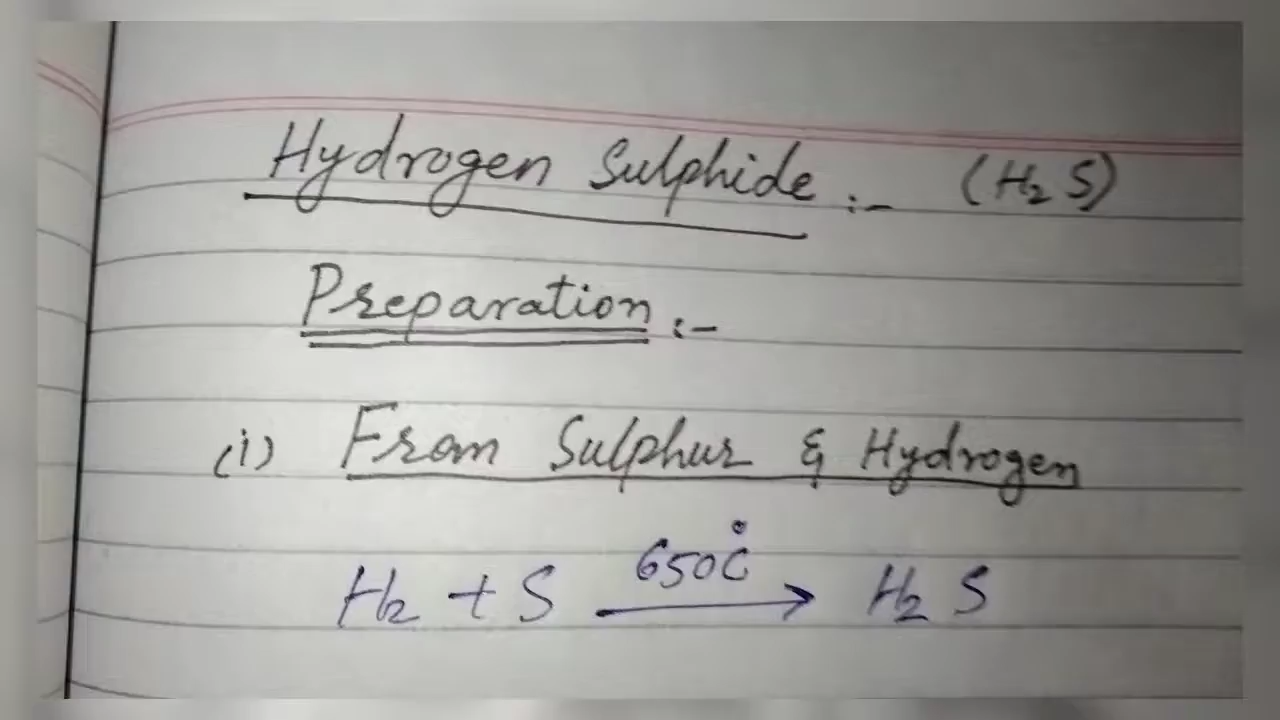 Hydrogen Sulphide :- (H₂S)
Preparation :-
(i) From Sulphur & Hydrogen
H₂ + S 650°C → H₂S